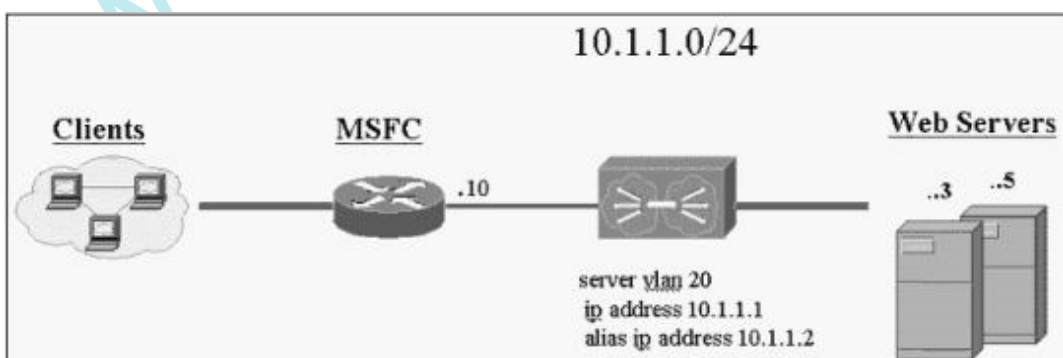 10.1.1.0/24
Clients
MSFC
Web Servers
.10
..3
..5
server vlan 20
ip address 10.1.1.1
alias ip address 10.1.1.2